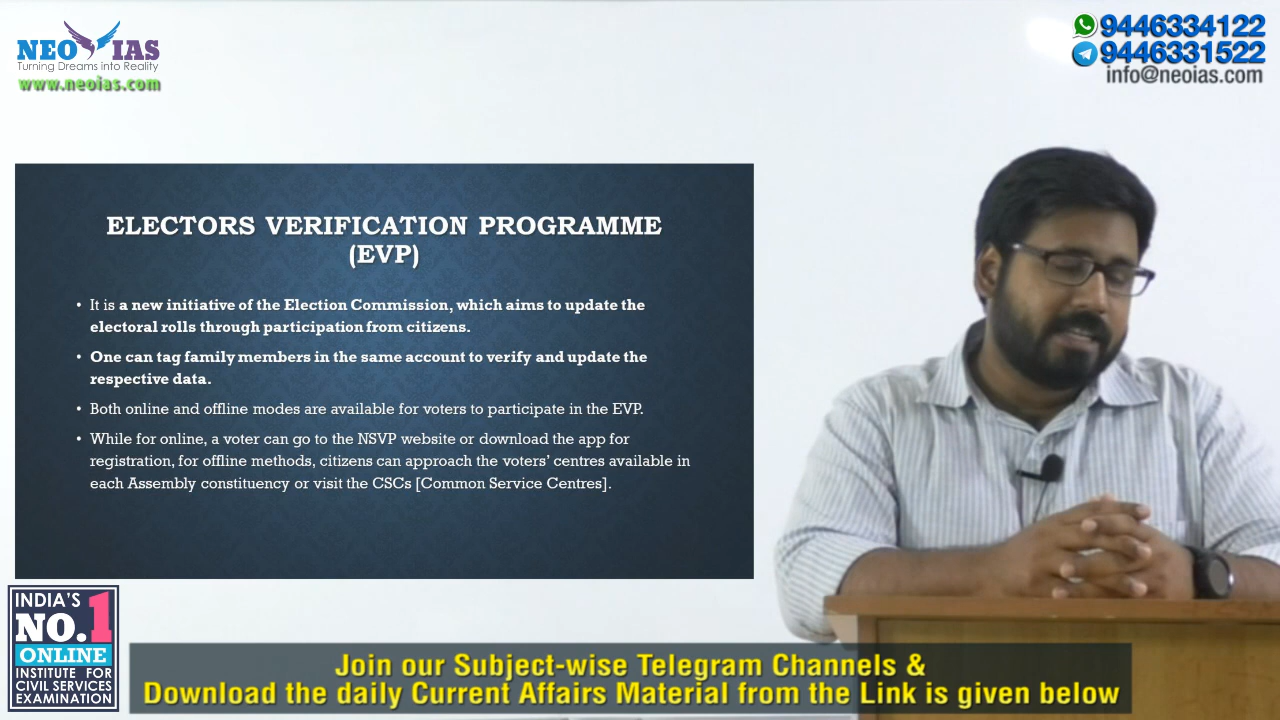 NEO IAS
Turning Dreams into Reality
www.neoias.com
9446334122
9446331522
info@neoias.com
ELECTORS VERIFICATION PROGRAMME
(EVP)
• It is a new initiative of the Election Commission, which aims to update the
electoral rolls through participation from citizens.
• One can tag family members in the same account to verify and update the
respective data.
• Both online and offline modes are available for voters to participate in the EVP.
• While for online, a voter can go to the NSVP website or download the app for
registration, for offline methods, citizens can approach the voters' centres available in
each Assembly constituency or visit the CSCs [Common Service Centres].
INDIA'S
NO.1
ONLINE
INSTITUTE FOR
CIVIL SERVICES
EXAMINATION
Join our Subject-wise Telegram Channels &
Download the daily Current Affairs Material from the Link is given below